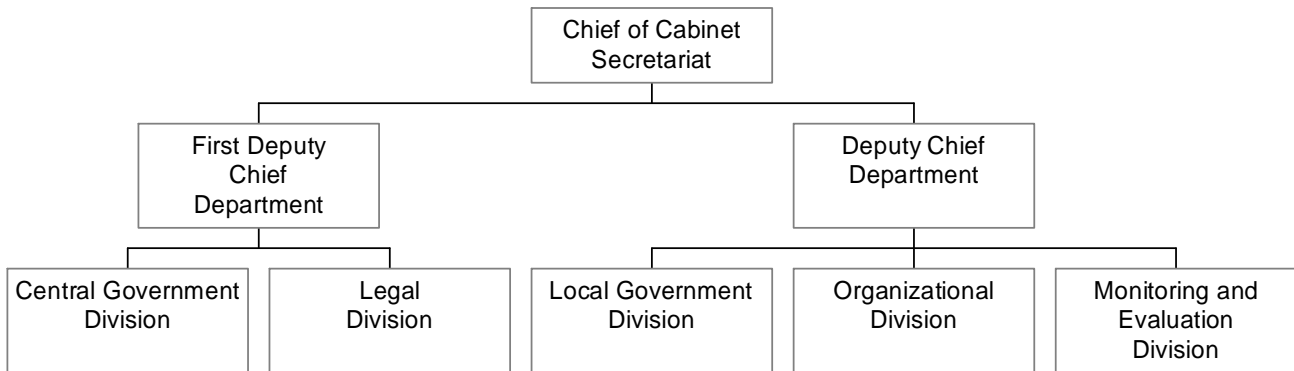 Chief of Cabinet
Secretariat
First Deputy
Chief
Department
Deputy Chief
Department
Central Government
Division
Legal
Division
Local Government
Division
Organizational
Division
Monitoring and
Evaluation
Division